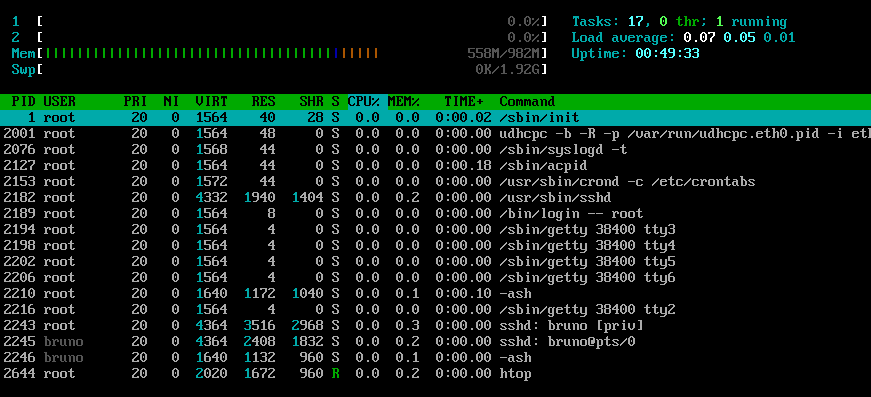 1 [ 0.0%] Tasks: 17, 0 thr; 1 running
2 [ 0.0%] Load average: 0.07 0.05 0.01
Mem[|||||||||||||||||||||||||||||||||||||||||| 558M/982M] Uptime: 00:49:33
Swp[ 0K/1.92G]
PID USER PRI NI VIRT RES SHR S CPU% MEM% TIME+ Command
1 root 20 0 1564 40 28 S 0.0 0.0 0:00.02 /sbin/init
2001 root 20 0 1564 48 0 S 0.0 0.0 0:00.00 udhcpc -b -R -p /var/run/udhcpc.eth0.pid -i eth
2076 root 20 0 1568 44 0 S 0.0 0.0 0:00.00 /sbin/syslogd -t
2127 root 20 0 1564 44 0 S 0.0 0.0 0:00.18 /sbin/acpid
2153 root 20 0 1572 44 0 S 0.0 0.0 0:00.00 /usr/sbin/crond -c /etc/crontabs
2182 root 20 0 4332 1940 1404 S 0.0 0.2 0:00.00 /usr/sbin/sshd
2189 root 20 0 1564 8 0 S 0.0 0.0 0:00.00 /bin/login -- root
2194 root 20 0 1564 4 0 S 0.0 0.0 0:00.00 /sbin/getty 38400 tty3
2198 root 20 0 1564 4 0 S 0.0 0.0 0:00.00 /sbin/getty 38400 tty4
2202 root 20 0 1564 4 0 S 0.0 0.0 0:00.00 /sbin/getty 38400 tty5
2206 root 20 0 1564 4 0 S 0.0 0.0 0:00.00 /sbin/getty 38400 tty6
2210 root 20 0 1640 1172 1040 S 0.0 0.1 0:00.10 -ash
2216 root 20 0 1564 4 0 S 0.0 0.0 0:00.00 /sbin/getty 38400 tty2
2243 root 20 0 4364 3516 2968 S 0.0 0.3 0:00.00 sshd: bruno [priv]
2245 bruno 20 0 4364 2408 1832 S 0.0 0.2 0:00.00 sshd: bruno@pts/0
2246 bruno 20 0 1640 1132 960 S 0.0 0.1 0:00.00 -ash
2644 root 20 0 2020 1672 960 R 0.0 0.2 0:00.00 htop